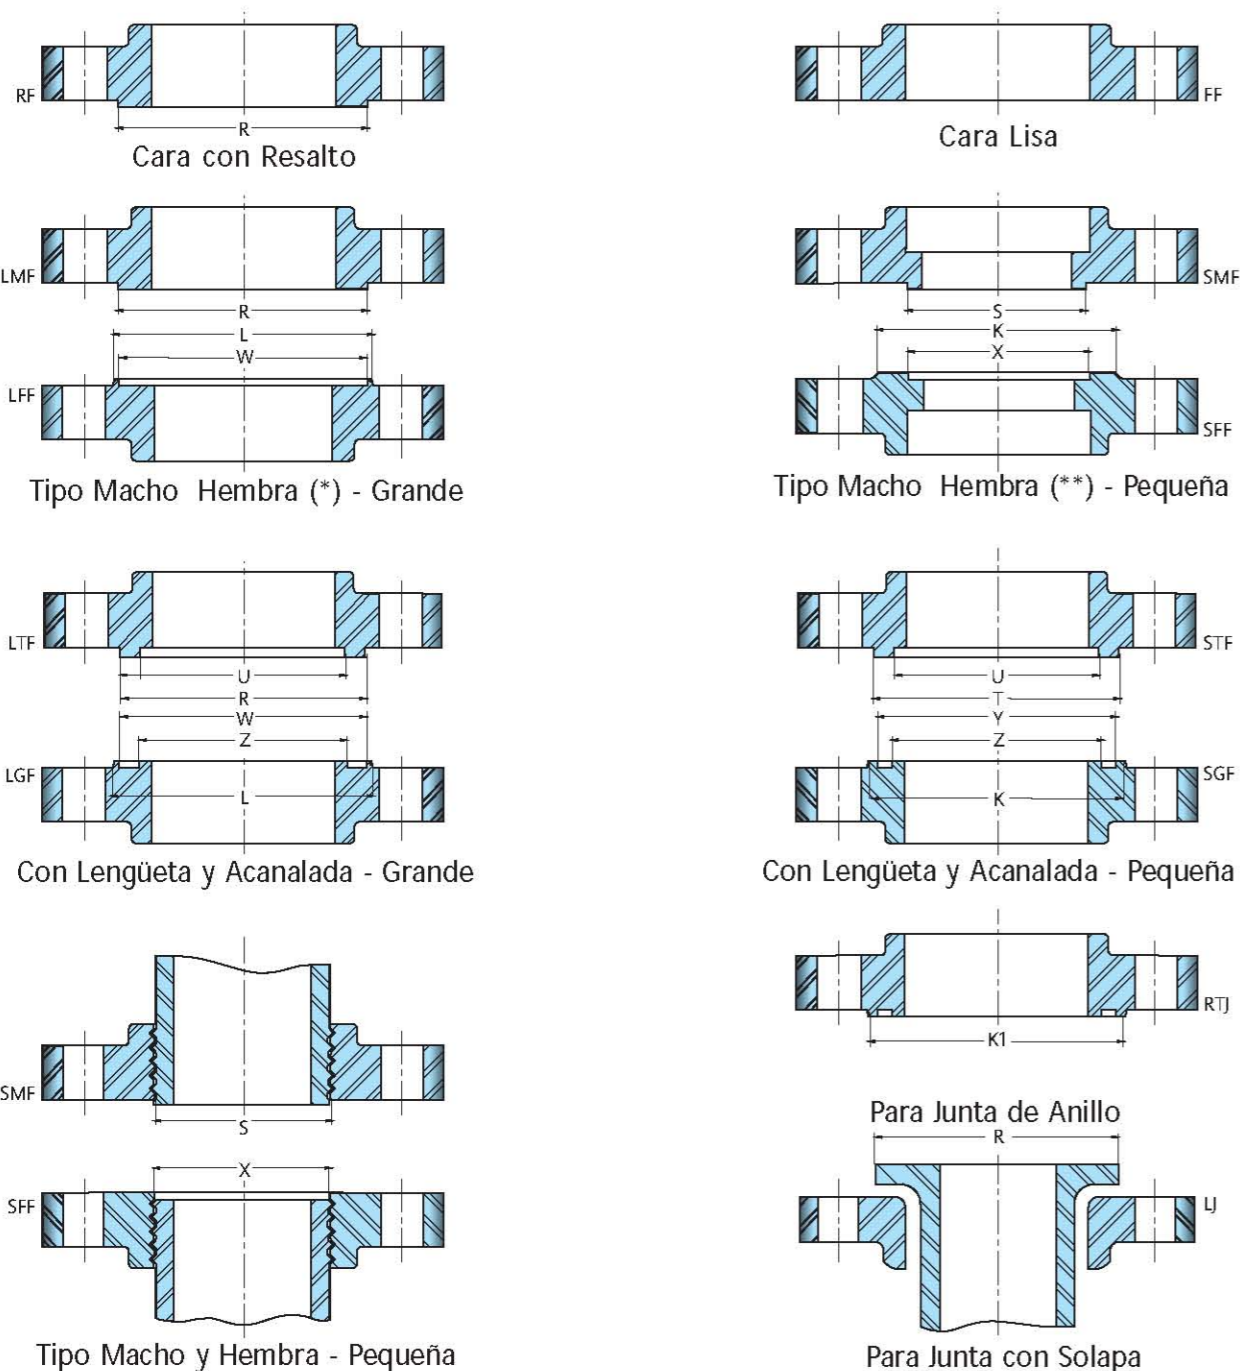 RF
R
Cara con Resalto
FF
Cara Lisa
LMF
R
L
W
LFF
Tipo Macho Hembra (*) - Grande
SMF
S
K
X
SFF
Tipo Macho Hembra (**) - Pequeña
LTF
U
R
W
Z
LGF
L
Con Lengüeta y Acanalada - Grande
STF
U
T
Y
Z
SGF
K
Con Lengüeta y Acanalada - Pequeña
SMF
S
X
SFF
Tipo Macho y Hembra - Pequeña
RTJ
K1
Para Junta de Anillo
R
LJ
Para Junta con Solapa